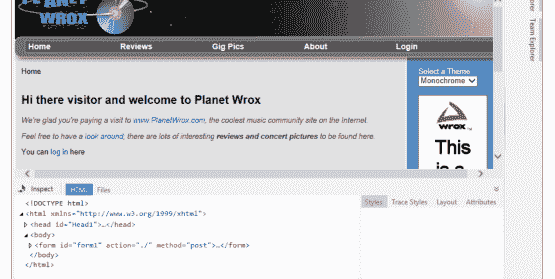 PLANET
WROX
Home Reviews Gig Pics About Login
Home
Hi there visitor and welcome to Planet Wrox
We're glad you're paying a visit to www.PlanetWrox.com, the coolest music community site on the Internet.
Feel free to have a look around; there are lots of interesting reviews and concert pictures to be found here.
You can log in here
Select a Theme
Monochrome
wrox
This
is a
Team Explorer
Inspect HTML Files
Styles Trace Styles Layout Attributes
<!DOCTYPE html>
<html xmlns="http://www.w3.org/1999/xhtml">
<head id="Head1">…</head>
<body>
<form id="form1" action="./" method="post">…</form>
</body>
</html>